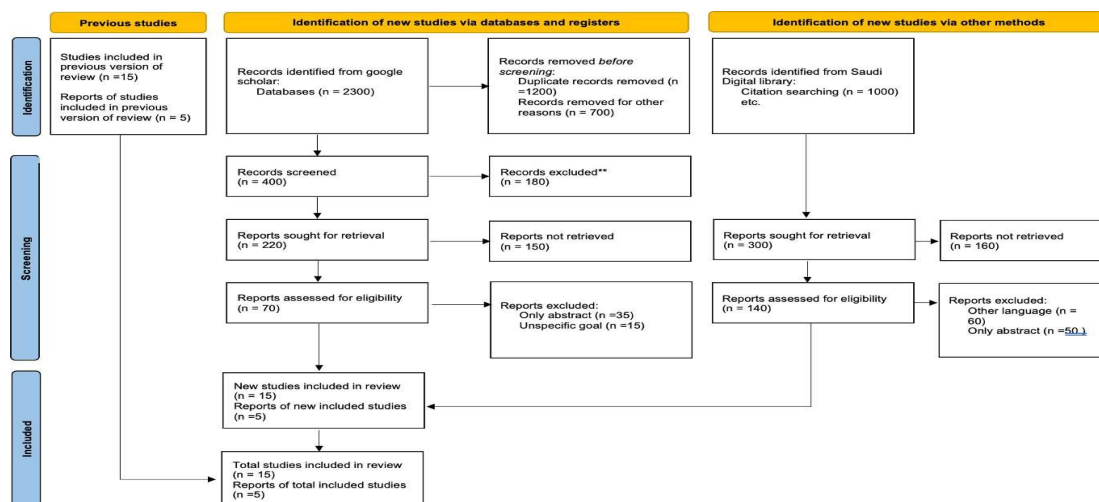 Previous studies
Identification of new studies via databases and registers
Identification of new studies via other methods
Identification
Studies included in
previous version of
review (n =15)
Reports of studies
included in previous
version of review (n = 5)
Records identified from google
scholar:
Databases (n = 2300)
Records removed before
screening:
Duplicate records removed (n
=1200)
Records removed for other
reasons (n = 700)
Records identified from Saudi
Digital library:
Citation searching (n = 1000)
etc.
Screening
Records screened
(n = 400)
Records excluded**
(n = 180)
Reports sought for retrieval
(n = 220)
Reports not retrieved
(n = 150)
Reports sought for retrieval
(n = 300)
Reports not retrieved
(n = 160)
Reports assessed for eligibility
(n = 70)
Reports excluded:
Only abstract (n =35)
Unspecific goal (n =15)
Reports assessed for eligibility
(n = 140)
Reports excluded:
Other language (n =
60)
Only abstract (n =50 )
Included
New studies included in review
(n = 15)
Reports of new included studies
(n =5)
Total studies included in review
(n = 15)
Reports of total included studies
(n =5)